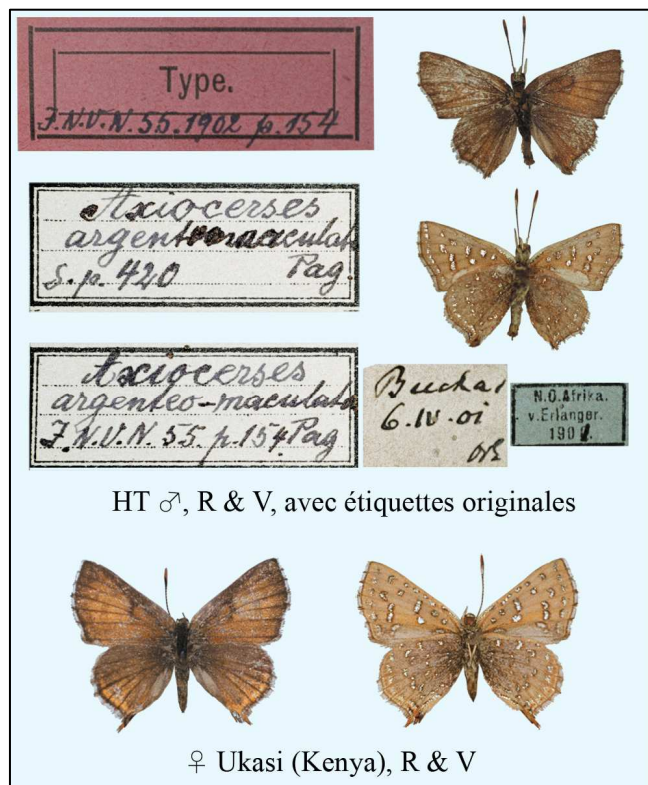 Type.
J.N.V.N. 55. 1902 p. 154
Axiocerses
argenteomaculata
S. p. 420 Pag.
Axiocerses
argenteo-maculata
J.N.V.N. 55. p. 154 Pag
6.IV.01
N.O.Afrika.
v.Erlanger.
1901.
HT ♂, R & V, avec étiquettes originales
♀ Ukasi (Kenya), R & V